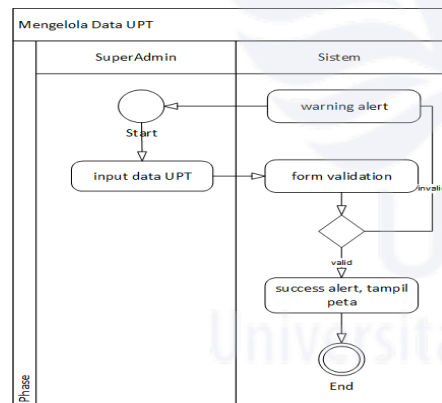 Mengelola Data UPT
SuperAdmin
Sistem
warning alert
Start
input data UPT
form validation
invalid
valid
success alert, tampil
peta
End
Phase
Universita